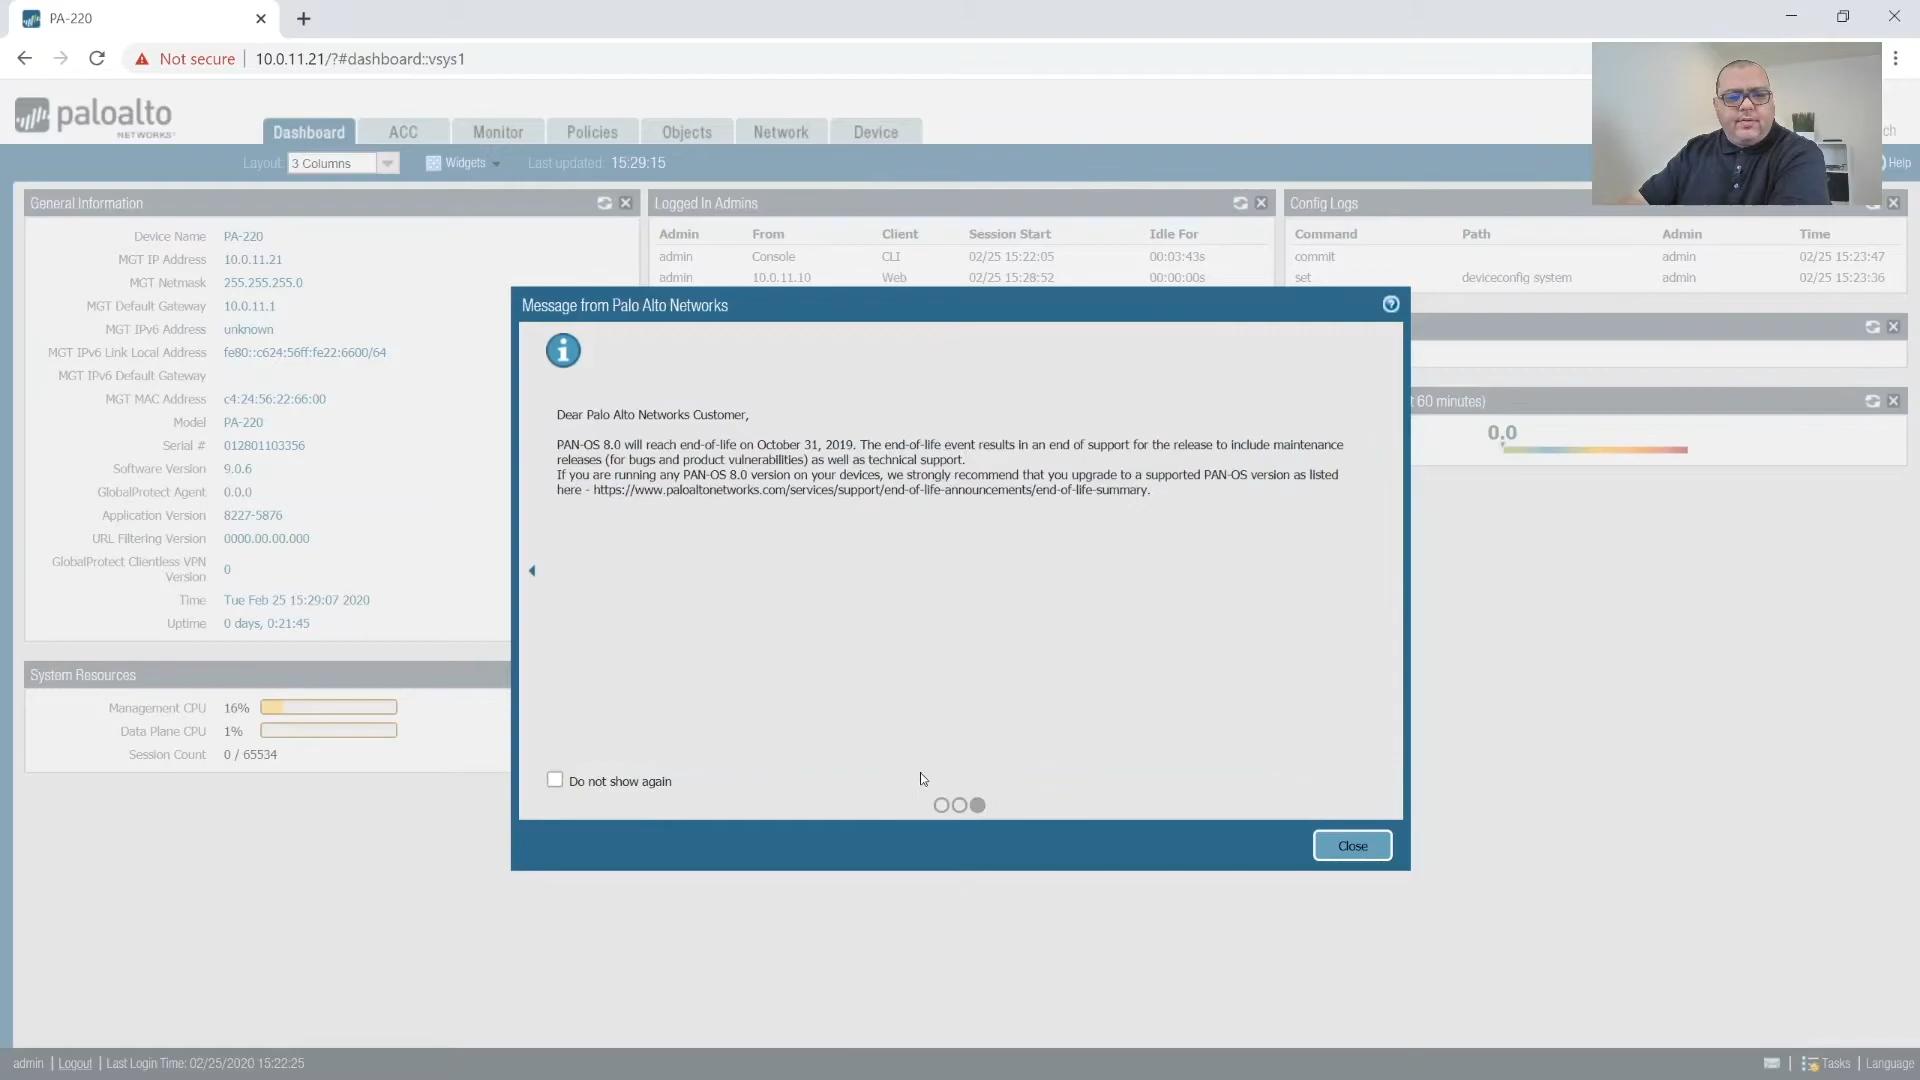 PA-220
Not secure
10.0.11.21/?#dashboard::vsys1
paloalto
NETWORKS
Dashboard
ACC
Monitor
Policies
Objects
Network
Device
ch
Layout:
3 Columns
Widgets
Last updated: 15:29:15
Help
General Information
Device Name PA-220
MGT IP Address 10.0.11.21
MGT Netmask 255.255.255.0
MGT Default Gateway 10.0.11.1
MGT IPv6 Address unknown
MGT IPv6 Link Local Address fe80::c624:56ff:fe22:6600/64
MGT IPv6 Default Gateway
MGT MAC Address c4:24:56:22:66:00
Model PA-220
Serial # 012801103356
Software Version 9.0.6
GlobalProtect Agent 0.0.0
Application Version 8227-5876
URL Filtering Version 0000.00.00.000
GlobalProtect Clientless VPN
Version 0
Time Tue Feb 25 15:29:07 2020
Uptime 0 days, 0:21:45
System Resources
Management CPU 16%
Data Plane CPU 1%
Session Count 0 / 65534
Logged In Admins
Admin From Client Session Start Idle For
admin Console CLI 02/25 15:22:05 00:03:43s
admin 10.0.11.10 Web 02/25 15:28:52 00:00:00s
Config Logs
Command Path Admin Time
commit admin 02/25 15:23:47
set deviceconfig system admin 02/25 15:23:36
t 60 minutes)
0.0
Message from Palo Alto Networks
Dear Palo Alto Networks Customer,
PAN-OS 8.0 will reach end-of-life on October 31, 2019. The end-of-life event results in an end of support for the release to include maintenance
releases (for bugs and product vulnerabilities) as well as technical support.
If you are running any PAN-OS 8.0 version on your devices, we strongly recommend that you upgrade to a supported PAN-OS version as listed
here - https://www.paloaltonetworks.com/services/support/end-of-life-announcements/end-of-life-summary.
Do not show again
Close
admin | Logout | Last Login Time: 02/25/2020 15:22:25
Tasks | Language